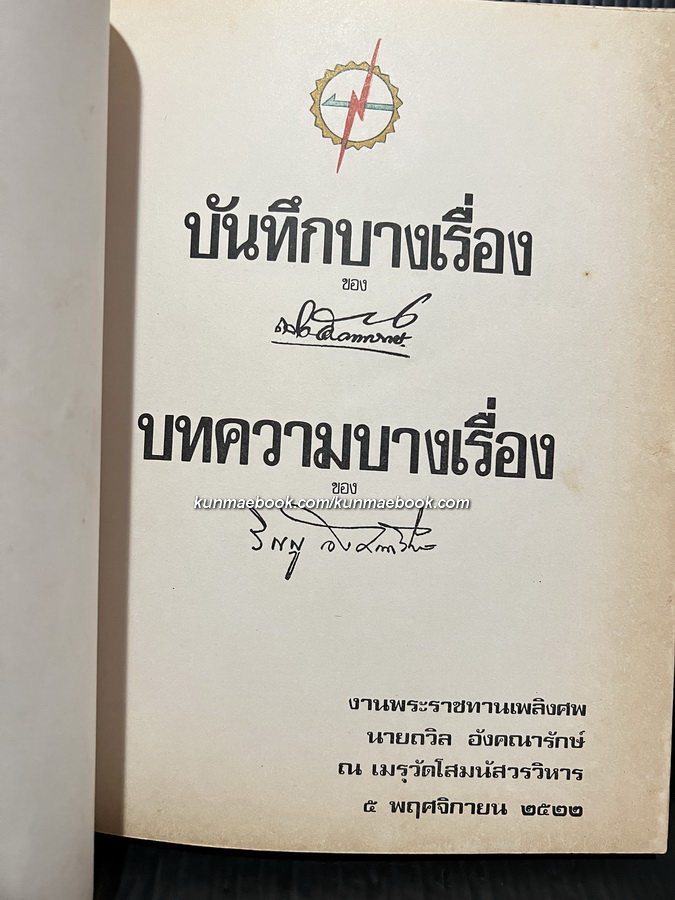 บันทึกบางเรื่อง
ของ
บทความบางเรื่อง
ของ
kunmaebook.com/kunmaebook.com
งานพระราชทานเพลิงศพ
นายถวิล อังคณารักษ์
ณ เมรุวัดโสมนัสวรวิหาร
๕ พฤศจิกายน ๒๕๒๒